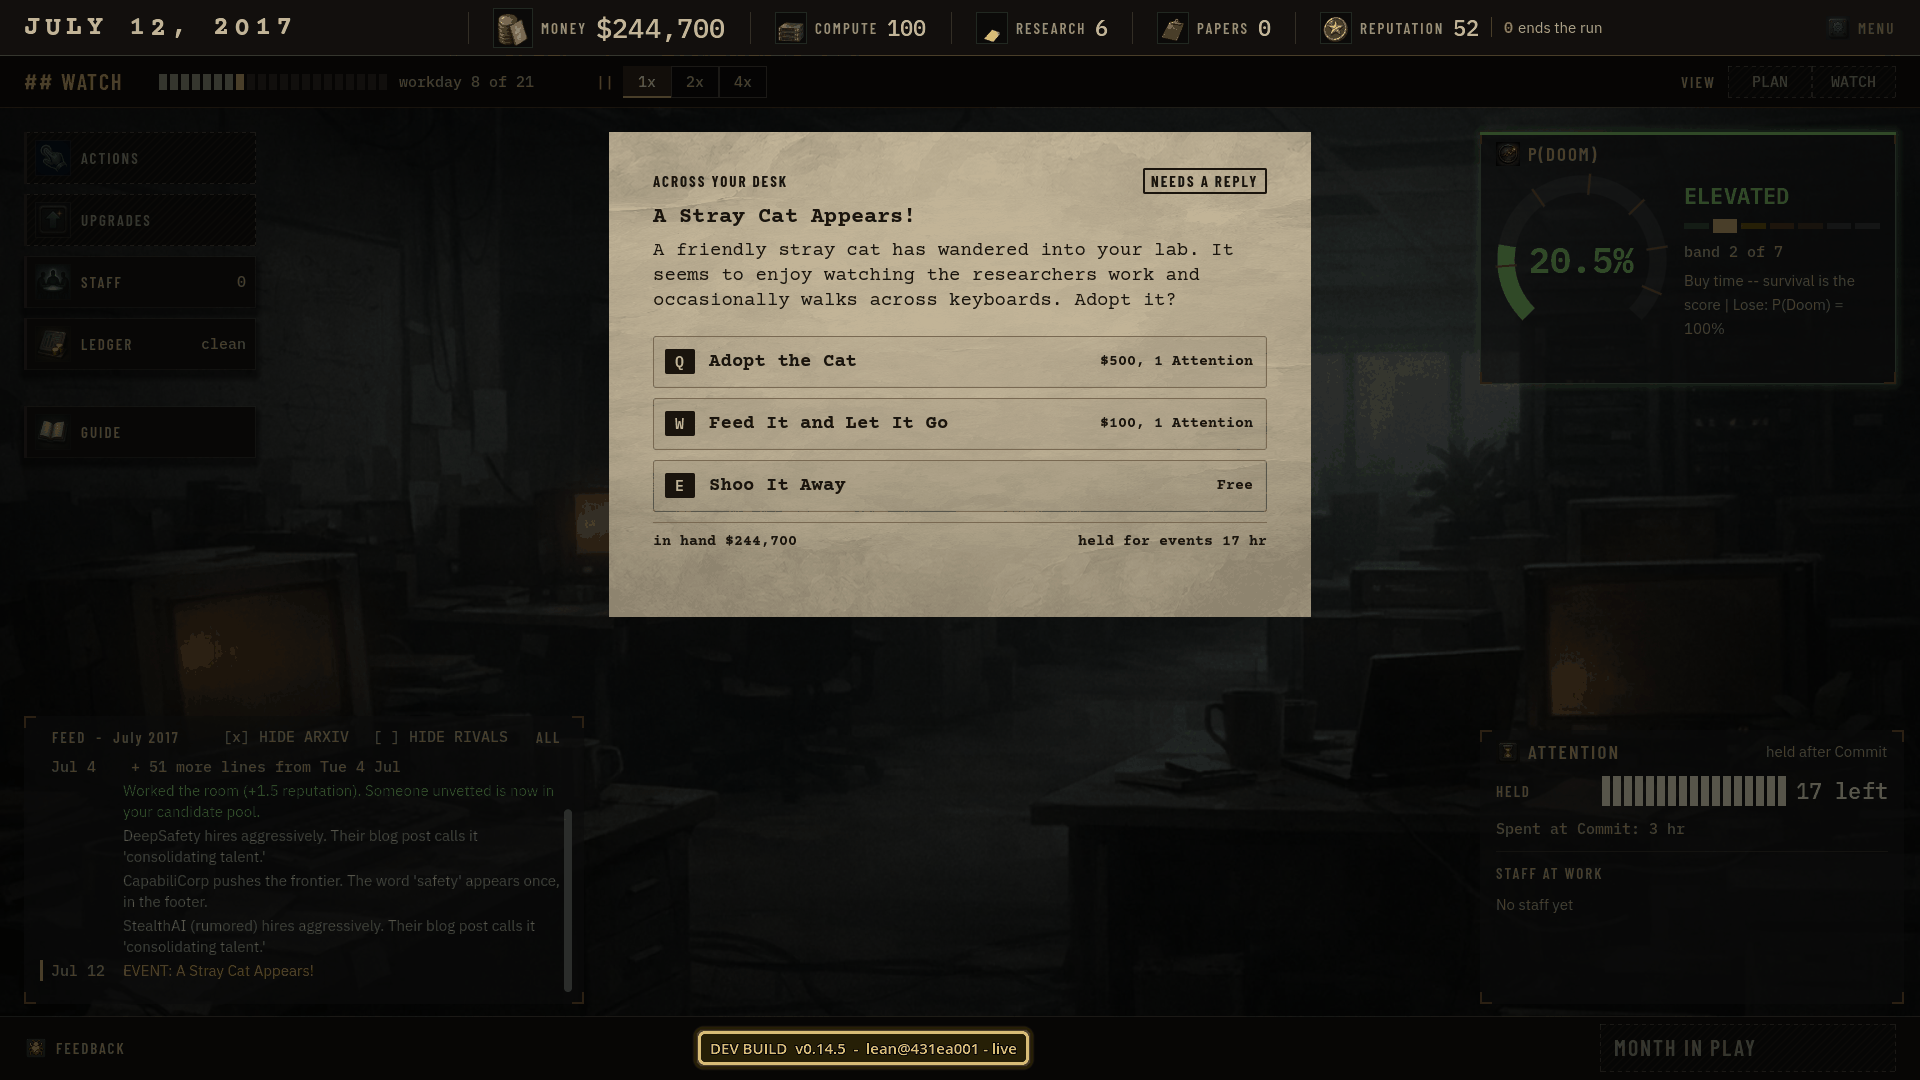 JULY 12, 2017
MONEY $244,700
COMPUTE 100
RESEARCH 6
PAPERS 0
REPUTATION 52
0 ends the run
MENU
## WATCH
workday 8 of 21
||
1x
2x
4x
VIEW
PLAN
WATCH
ACTIONS
UPGRADES
STAFF 0
LEDGER clean
GUIDE
ACROSS YOUR DESK
NEEDS A REPLY
A Stray Cat Appears!
A friendly stray cat has wandered into your lab. It
seems to enjoy watching the researchers work and
occasionally walks across keyboards. Adopt it?
Q Adopt the Cat $500, 1 Attention
W Feed It and Let It Go $100, 1 Attention
E Shoo It Away Free
in hand $244,700 held for events 17 hr
P(DOOM)
20.5%
ELEVATED
band 2 of 7
Buy time -- survival is the
score | Lose: P(Doom) =
100%
FEED - July 2017 [x] HIDE ARXIV [ ] HIDE RIVALS ALL
Jul 4 + 51 more lines from Tue 4 Jul
Worked the room (+1.5 reputation). Someone unvetted is now in
your candidate pool.
DeepSafety hires aggressively. Their blog post calls it
'consolidating talent.'
CapabiliCorp pushes the frontier. The word 'safety' appears once,
in the footer.
StealthAI (rumored) hires aggressively. Their blog post calls it
'consolidating talent.'
Jul 12 EVENT: A Stray Cat Appears!
ATTENTION held after Commit
HELD 17 left
Spent at Commit: 3 hr
STAFF AT WORK
No staff yet
FEEDBACK
DEV BUILD v0.14.5 - lean@431ea001 - live
MONTH IN PLAY